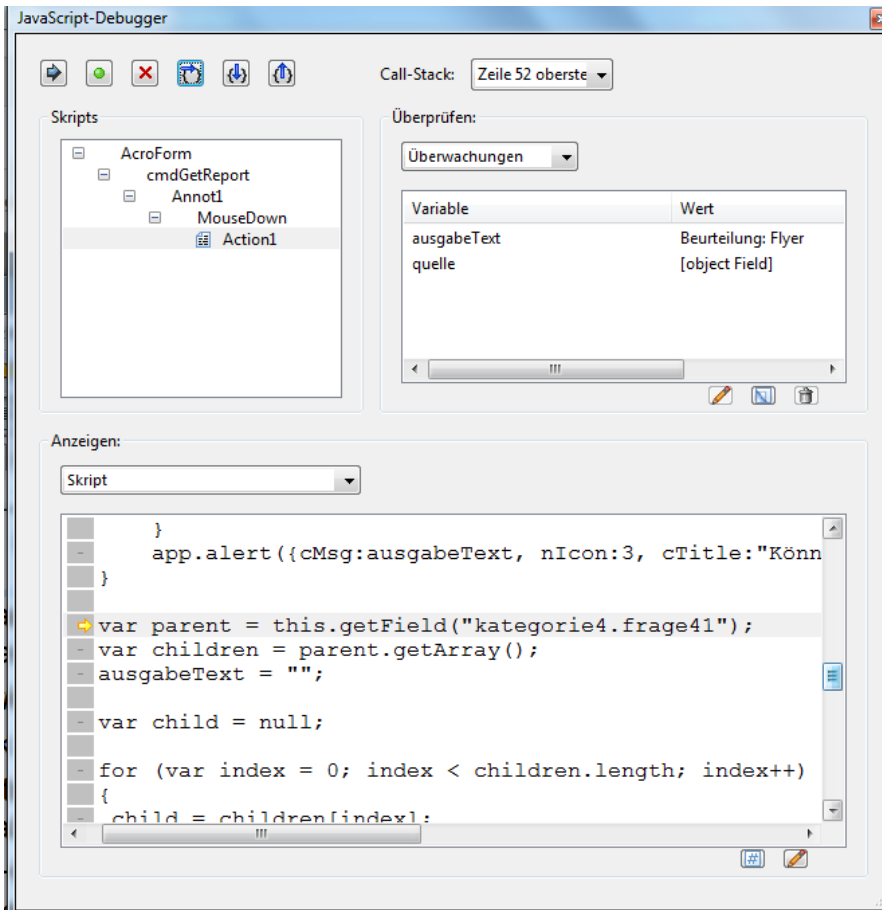 JavaScript-Debugger
Call-Stack:
Zeile 52 oberste
Skripts
AcroForm
cmdGetReport
Annot1
MouseDown
Action1
Überprüfen:
Überwachungen
Variable Wert
ausgabeText Beurteilung: Flyer
quelle [object Field]
Anzeigen:
Skript
}
app.alert({cMsg:ausgabeText, nIcon:3, cTitle:"Könn
}
var parent = this.getField("kategorie4.frage41");
var children = parent.getArray();
ausgabeText = "";
var child = null;
for (var index = 0; index < children.length; index++)
{
child = children[index];